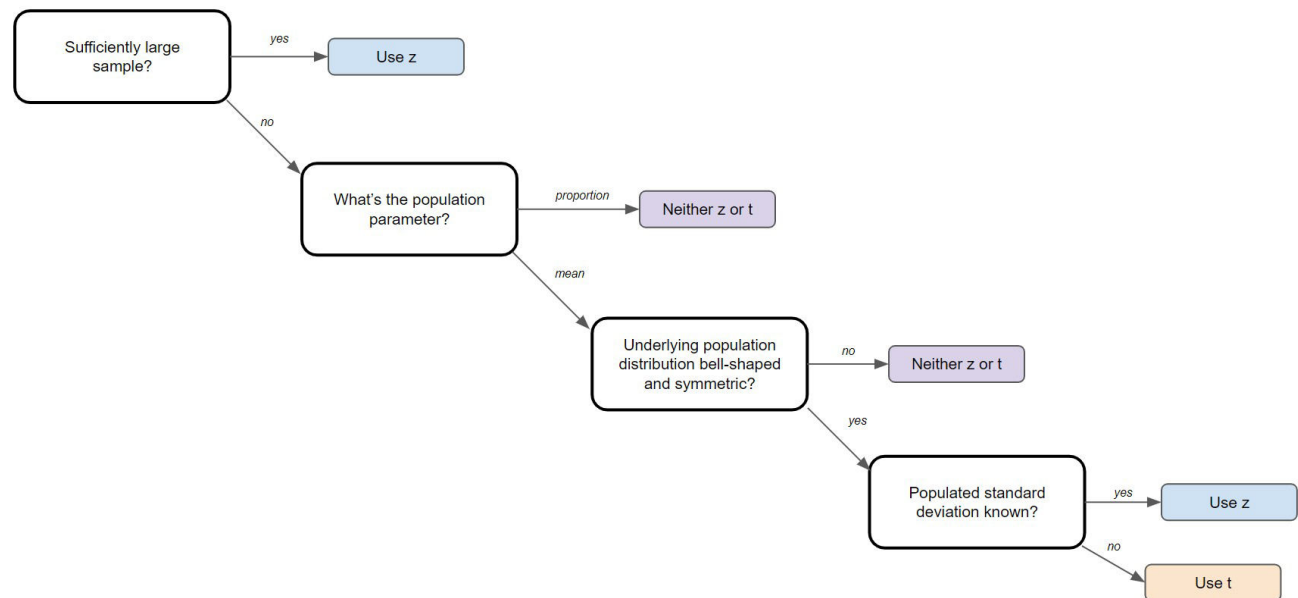 Sufficiently large
sample?
yes
Use z
no
What's the population
parameter?
proportion
Neither z or t
mean
Underlying population
distribution bell-shaped
and symmetric?
no
Neither z or t
yes
Populated standard
deviation known?
yes
Use z
no
Use t